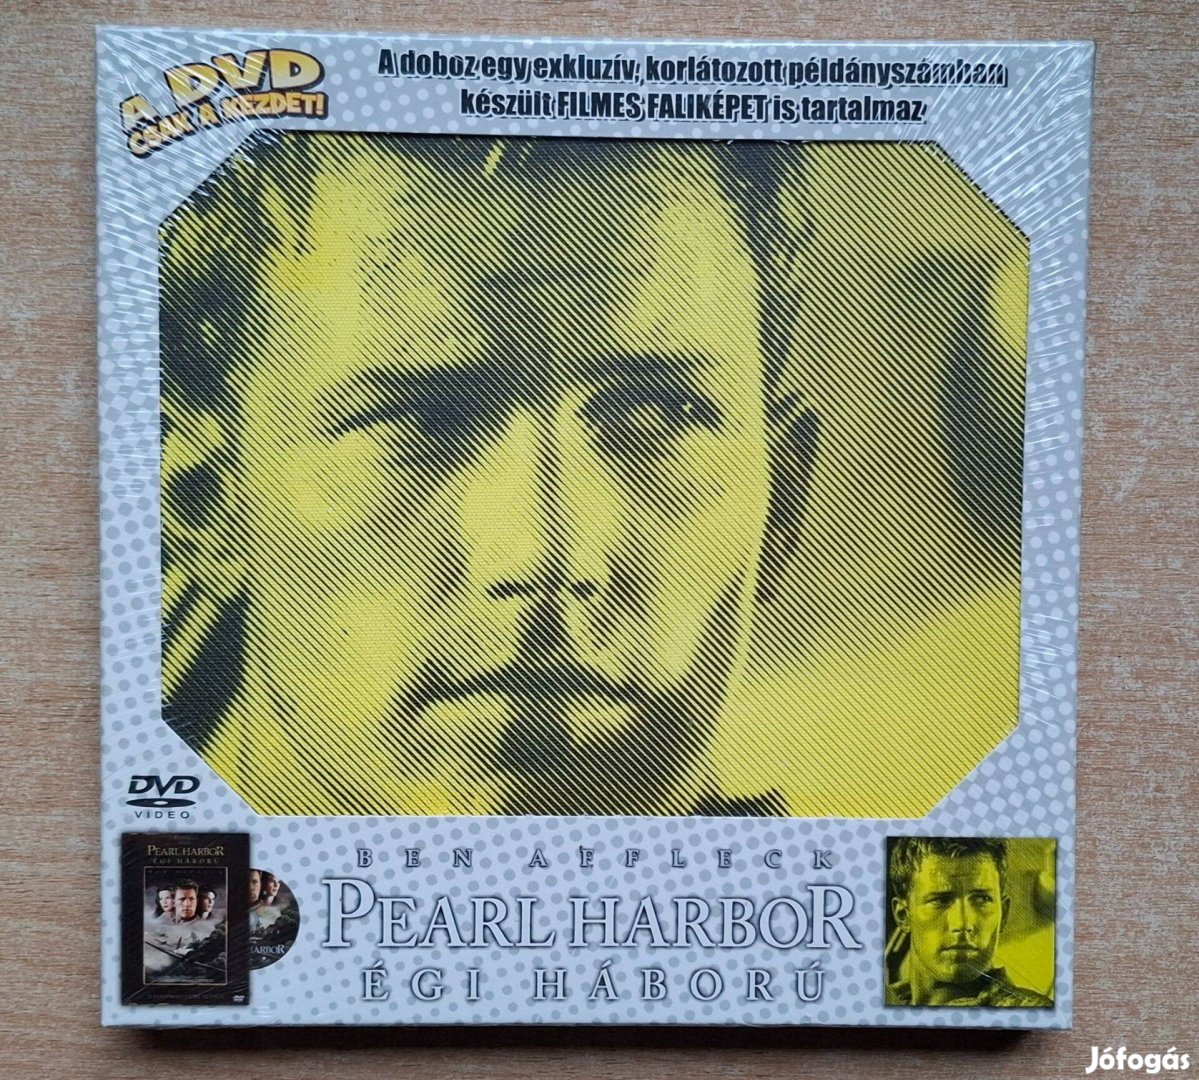 A DVD
CSAK A KEZDET!
A doboz egy exkluzív, korlátozott példányszámban
készült FILMES FALIKÉPET is tartalmaz
DVD
VIDEO
PEARL HARBOR
ÉGI HÁBORÚ
BEN AFFLECK
PEARL HARBOR
ÉGI HÁBORÚ
Jófogás